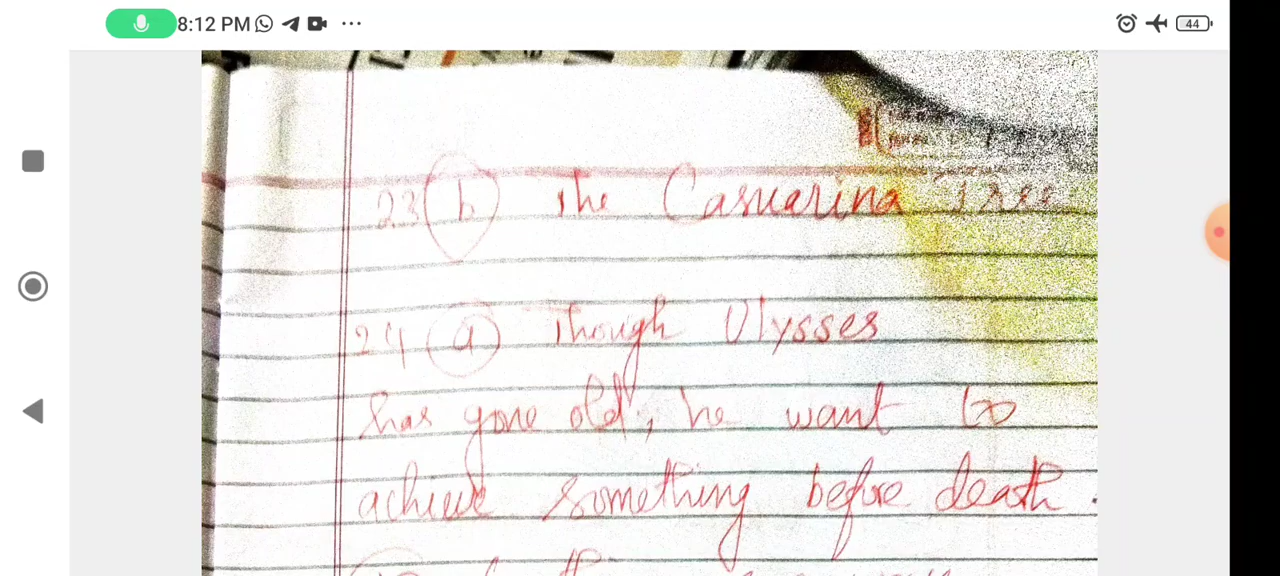 8:12 PM
44
23 (b) The Casuarina Tree
24 (a) Though Ulysses
has gone old, he want to
achieve something before death.